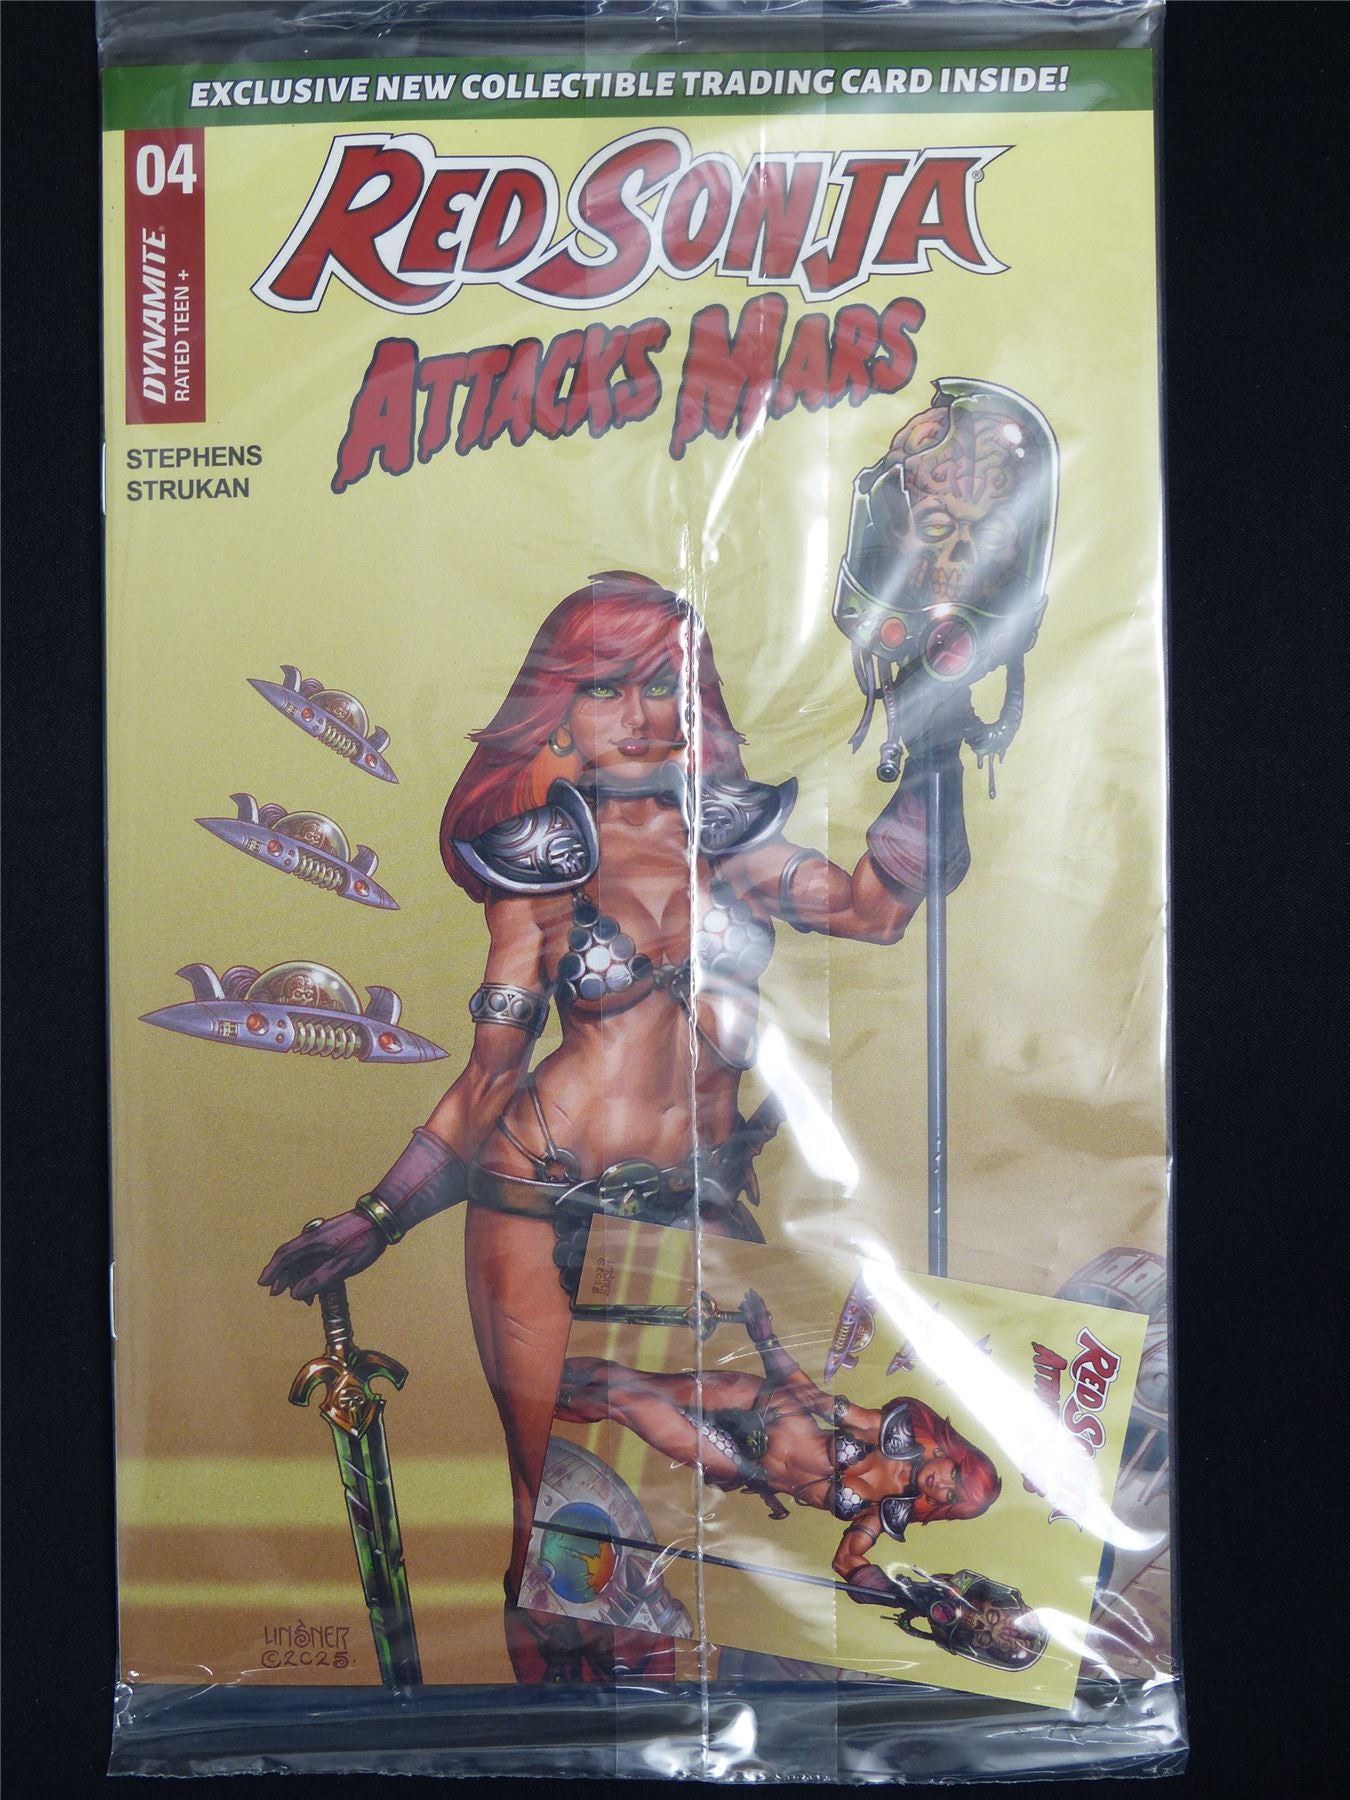 EXCLUSIVE NEW COLLECTIBLE TRADING CARD INSIDE!
04
DYNAMITE®
RATED TEEN +
RED SONJA®
ATTACKS MARS
STEPHENS
STRUKAN
LINSNER
©2025.
RED SONJA